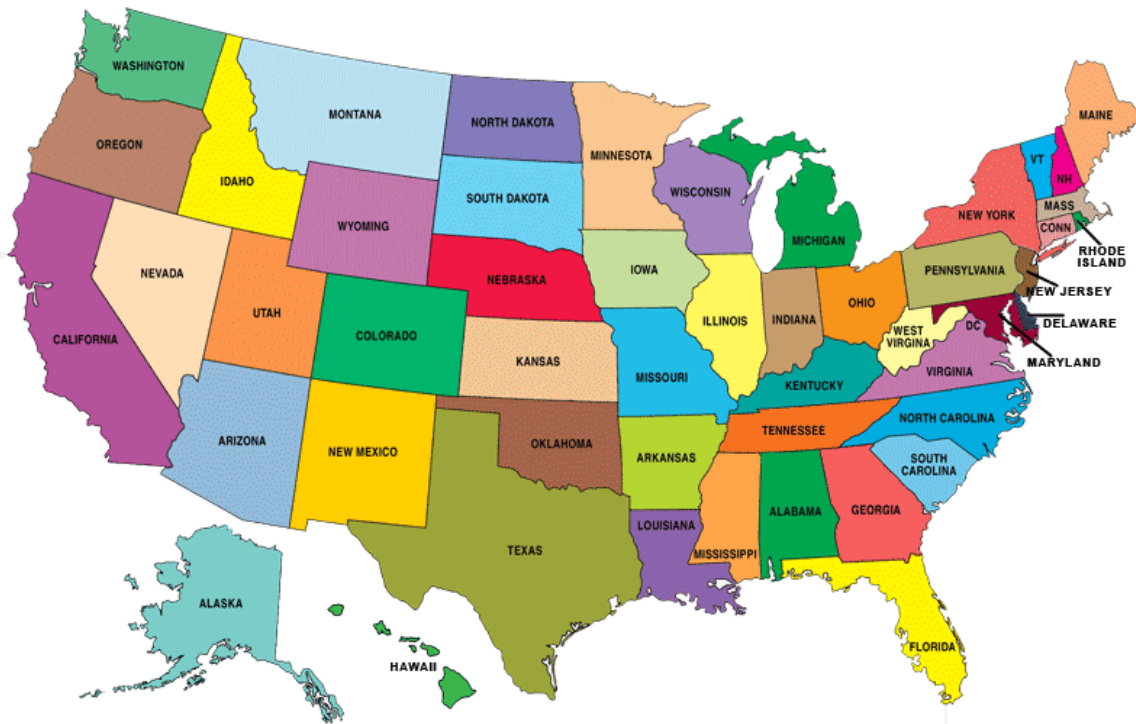 WASHINGTON
MONTANA
NORTH DAKOTA
MINNESOTA
MAINE
OREGON
IDAHO
SOUTH DAKOTA
WISCONSIN
VT
NH
WYOMING
MICHIGAN
NEW YORK
MASS
CONN
RHODE
ISLAND
NEVADA
NEBRASKA
IOWA
PENNSYLVANIA
NEW JERSEY
UTAH
COLORADO
ILLINOIS
INDIANA
OHIO
DC
DELAWARE
CALIFORNIA
KANSAS
MISSOURI
WEST
VIRGINA
MARYLAND
KENTUCKY
VIRGINIA
ARIZONA
NEW MEXICO
OKLAHOMA
ARKANSAS
TENNESSEE
NORTH CAROLINA
SOUTH
CAROLINA
TEXAS
LOUISIANA
MISSISSIPPI
ALABAMA
GEORGIA
ALASKA
HAWAII
FLORIDA